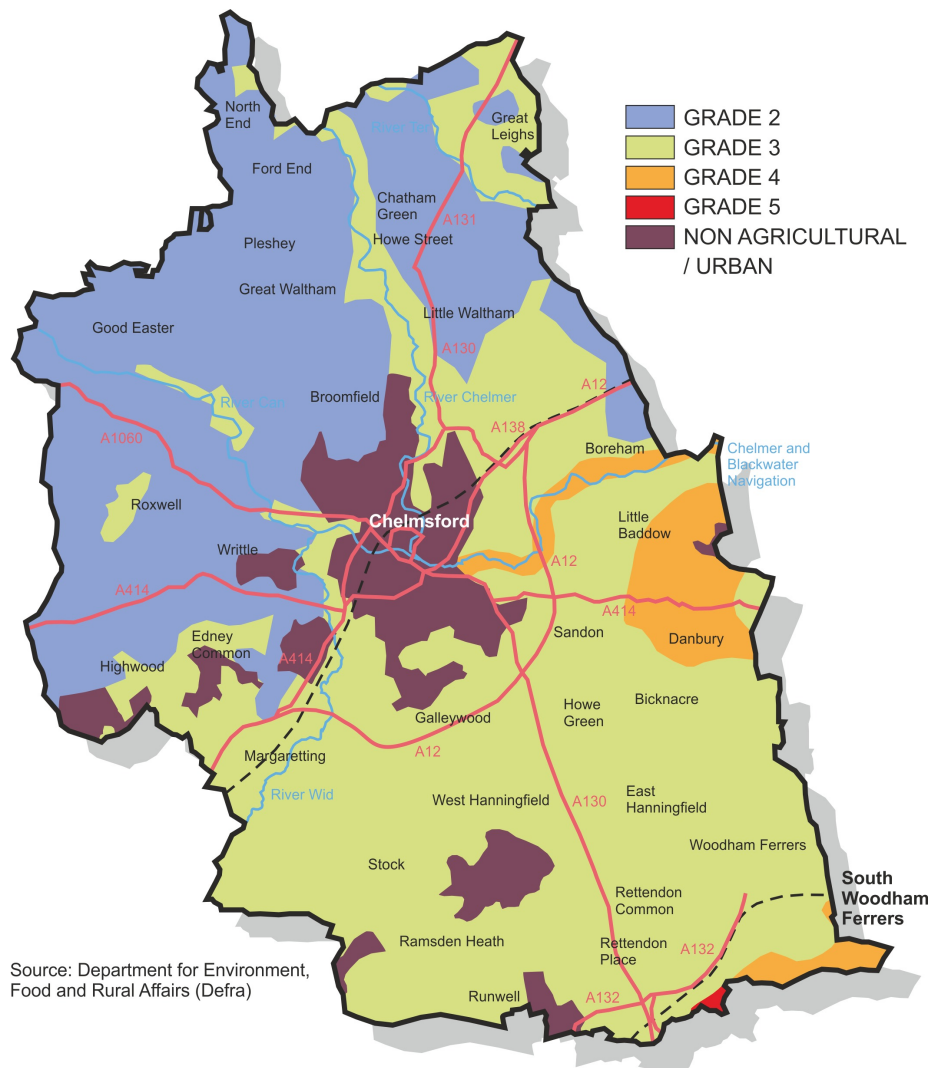 North
End
River Ter
Great
Leighs
GRADE 2
GRADE 3
GRADE 4
GRADE 5
NON AGRICULTURAL
/ URBAN
Ford End
Chatham
Green
A131
Howe Street
Pleshey
Great Waltham
Little Waltham
Good Easter
A130
A12
Broomfield
River Can
River Chelmer
A1060
A138
Boreham
Chelmer and
Blackwater
Navigation
Roxwell
Chelmsford
Little
Baddow
Writtle
A12
A414
A414
Sandon
Danbury
Edney
Common
Highwood
A414
Bicknacre
Howe
Green
Galleywood
A12
Margaretting
River Wid
West Hanningfield
A130
East
Hanningfield
Woodham Ferrers
Stock
South
Woodham
Ferrers
Rettendon
Common
Ramsden Heath
Rettendon
Place
A132
Source: Department for Environment,
Food and Rural Affairs (Defra)
Runwell
A132